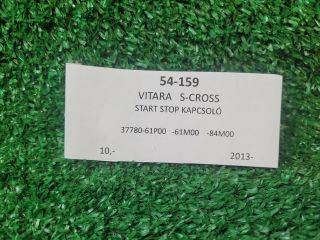 54-159
VITARA S-CROSS
START STOP KAPCSOLÓ
37780-61P00 -61M00 -84M00
10,- 2013-